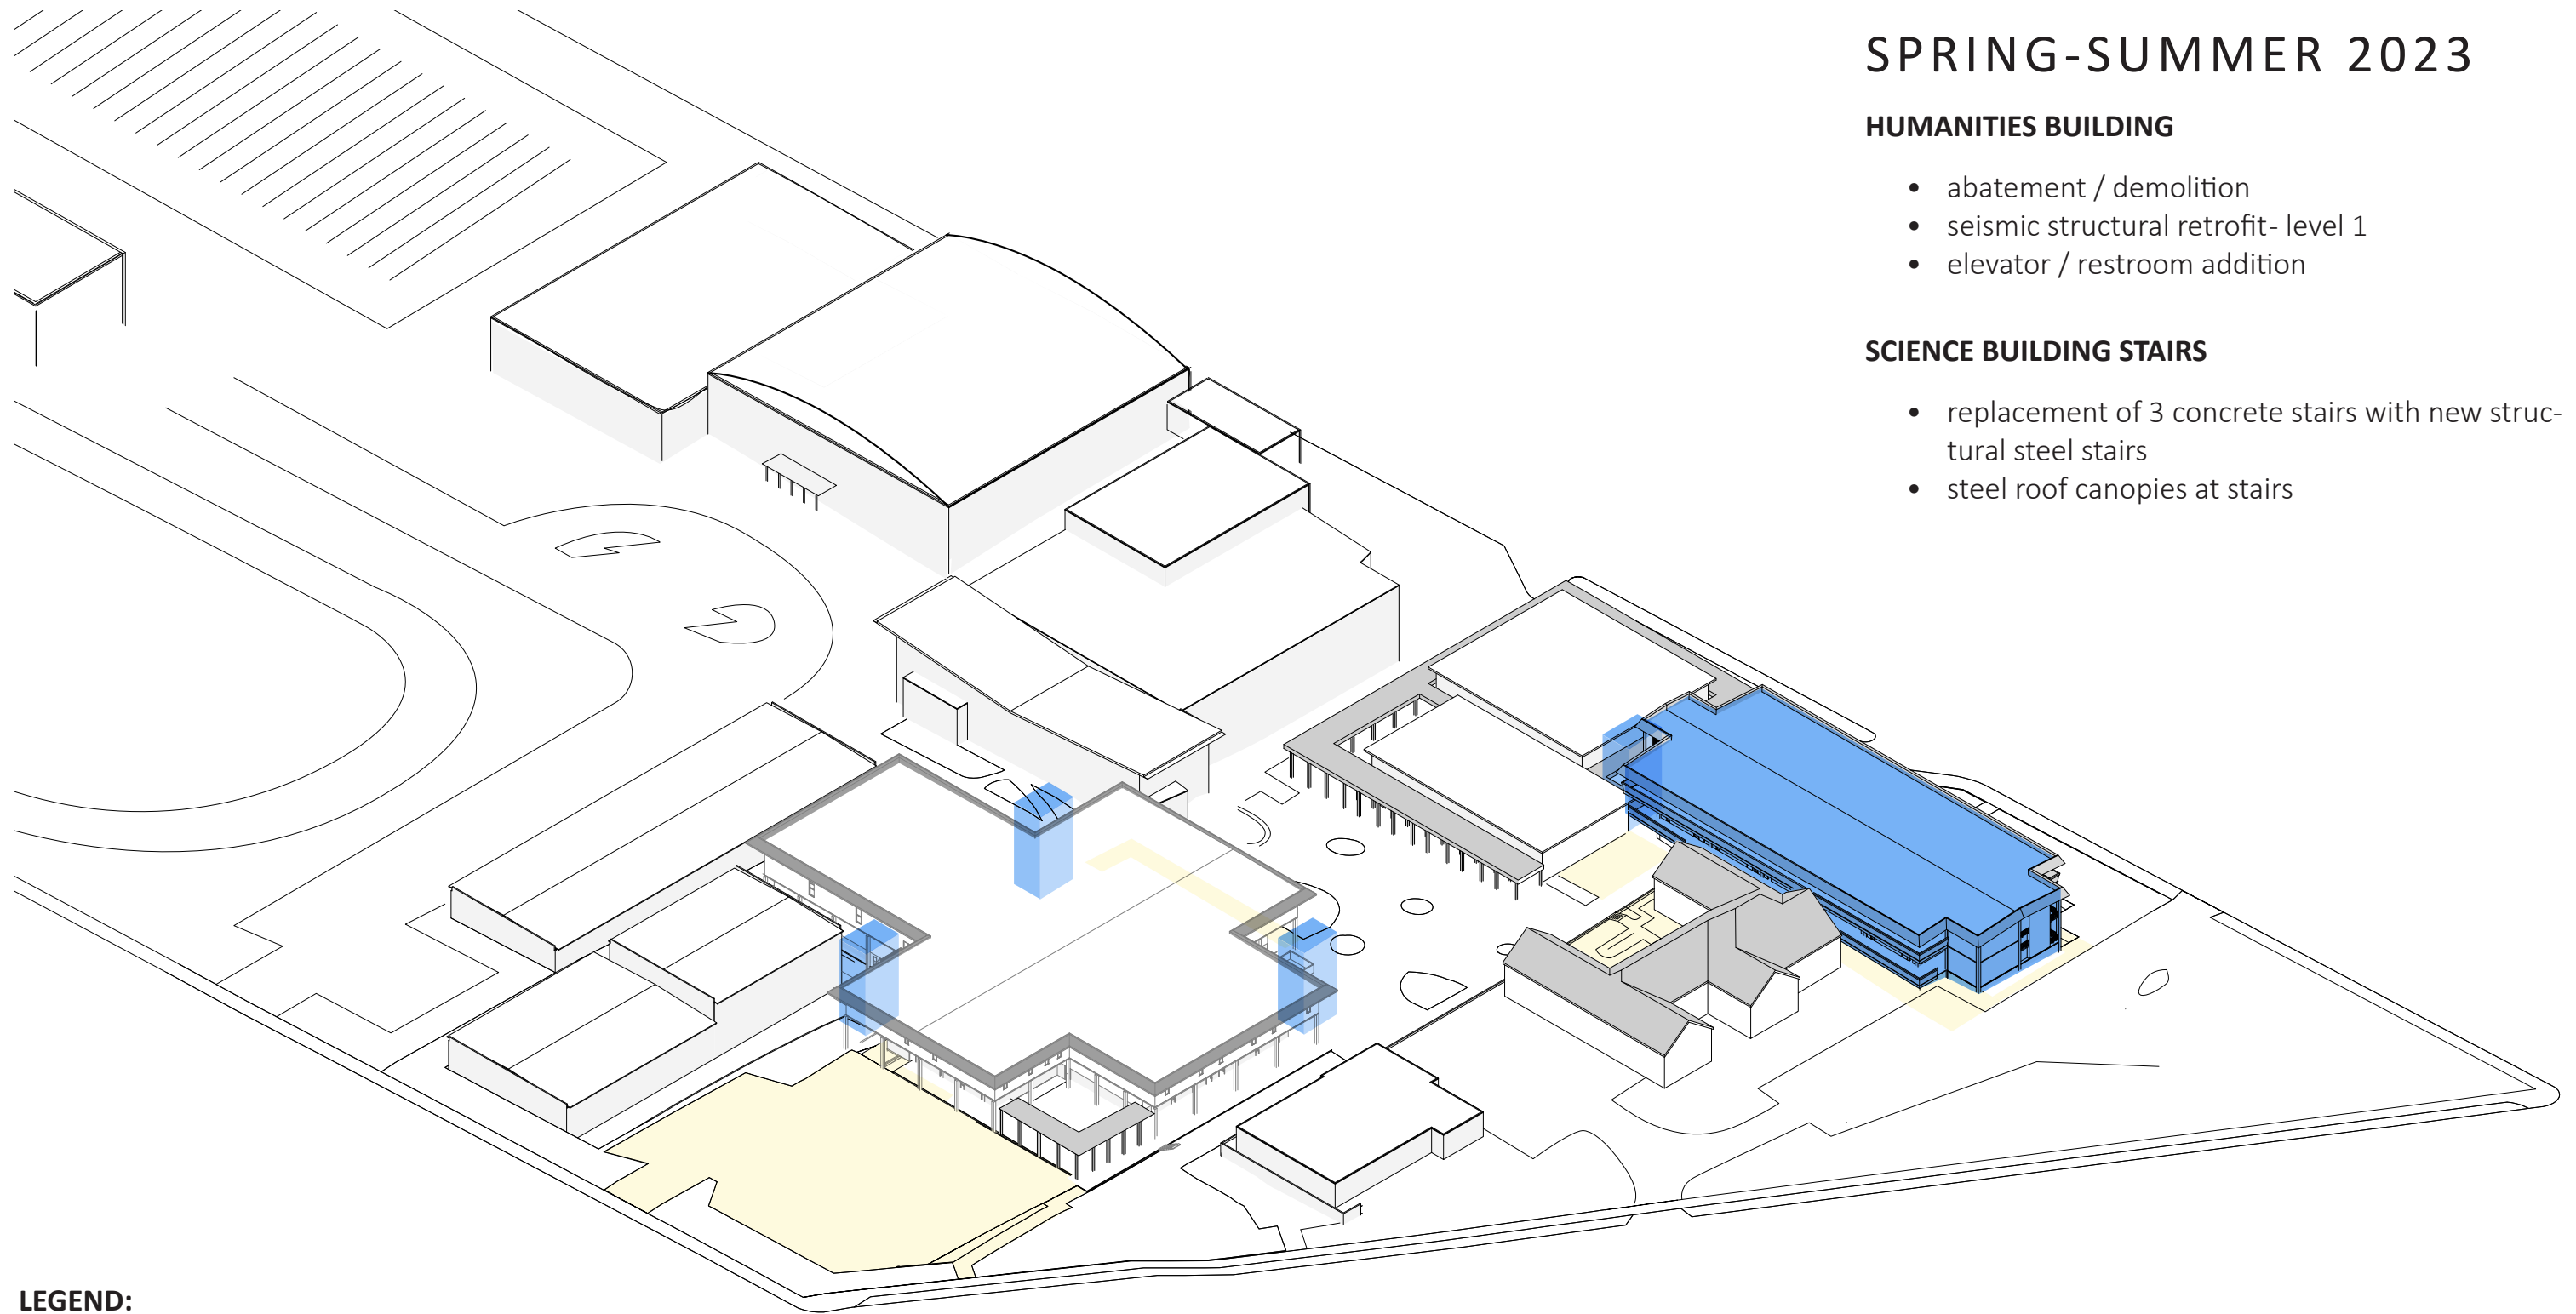 SPRING-SUMMER 2023
HUMANITIES BUILDING
• abatement / demolition
• seismic structural retrofit- level 1
• elevator / restroom addition
SCIENCE BUILDING STAIRS
• replacement of 3 concrete stairs with new struc-
tural steel stairs
• steel roof canopies at stairs
LEGEND: